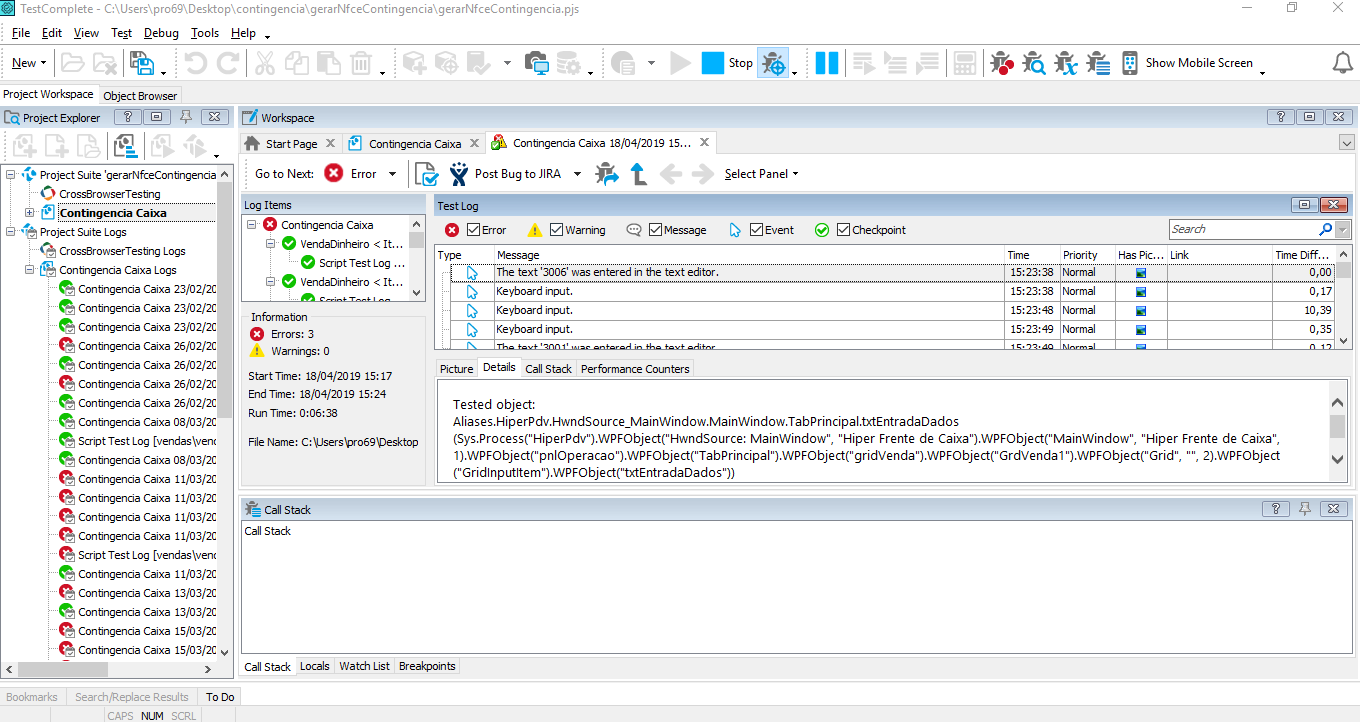 TestComplete - C:\Users\pro69\Desktop\contingencia\gerarNfceContingencia\gerarNfceContingencia.pjs
File Edit View Test Debug Tools Help
New Stop Show Mobile Screen
Project Workspace Object Browser
Project Explorer
Workspace
Start Page Contingencia Caixa Contingencia Caixa 18/04/2019 15...
Go to Next: Error Post Bug to JIRA Select Panel
Project Suite 'gerarNfceContingencia
CrossBrowserTesting
Contingencia Caixa
Project Suite Logs
CrossBrowserTesting Logs
Contingencia Caixa Logs
Contingencia Caixa 23/02/20
Contingencia Caixa 23/02/20
Contingencia Caixa 23/02/20
Contingencia Caixa 26/02/20
Contingencia Caixa 26/02/20
Contingencia Caixa 26/02/20
Contingencia Caixa 26/02/20
Contingencia Caixa 08/03/20
Script Test Log [vendas\venc
Contingencia Caixa 08/03/20
Contingencia Caixa 11/03/20
Contingencia Caixa 11/03/20
Contingencia Caixa 11/03/20
Contingencia Caixa 11/03/20
Script Test Log [vendas\venc
Contingencia Caixa 11/03/20
Contingencia Caixa 13/03/20
Contingencia Caixa 13/03/20
Contingencia Caixa 15/03/20
Contingencia Caixa 15/03/20
Log Items
Contingencia Caixa
VendaDinheiro < It...
Script Test Log ...
VendaDinheiro < It...
Script Test Log
Information
Errors: 3
Warnings: 0
Start Time: 18/04/2019 15:17
End Time: 18/04/2019 15:24
Run Time: 0:06:38
File Name: C:\Users\pro69\Desktop
Test Log
Error Warning Message Event Checkpoint Search
Type Message Time Priority Has Pic... Link Time Diff...
The text '3006' was entered in the text editor. 15:23:38 Normal 0,00
Keyboard input. 15:23:38 Normal 0,17
Keyboard input. 15:23:48 Normal 10,39
Keyboard input. 15:23:49 Normal 0,35
The text '3001' was entered in the text editor 15:23:49 Normal 0,12
Picture Details Call Stack Performance Counters
Tested object:
Aliases.HiperPdv.HwndSource_MainWindow.MainWindow.TabPrincipal.txtEntradaDados
(Sys.Process("HiperPdv").WPFObject("HwndSource: MainWindow", "Hiper Frente de Caixa").WPFObject("MainWindow", "Hiper Frente de Caixa",
1).WPFObject("pnlOperacao").WPFObject("TabPrincipal").WPFObject("gridVenda").WPFObject("GrdVenda1").WPFObject("Grid", "", 2).WPFObject
("GridInputItem").WPFObject("txtEntradaDados"))
Call Stack
Call Stack
Call Stack Locals Watch List Breakpoints
Bookmarks Search/Replace Results To Do
CAPS NUM SCRL